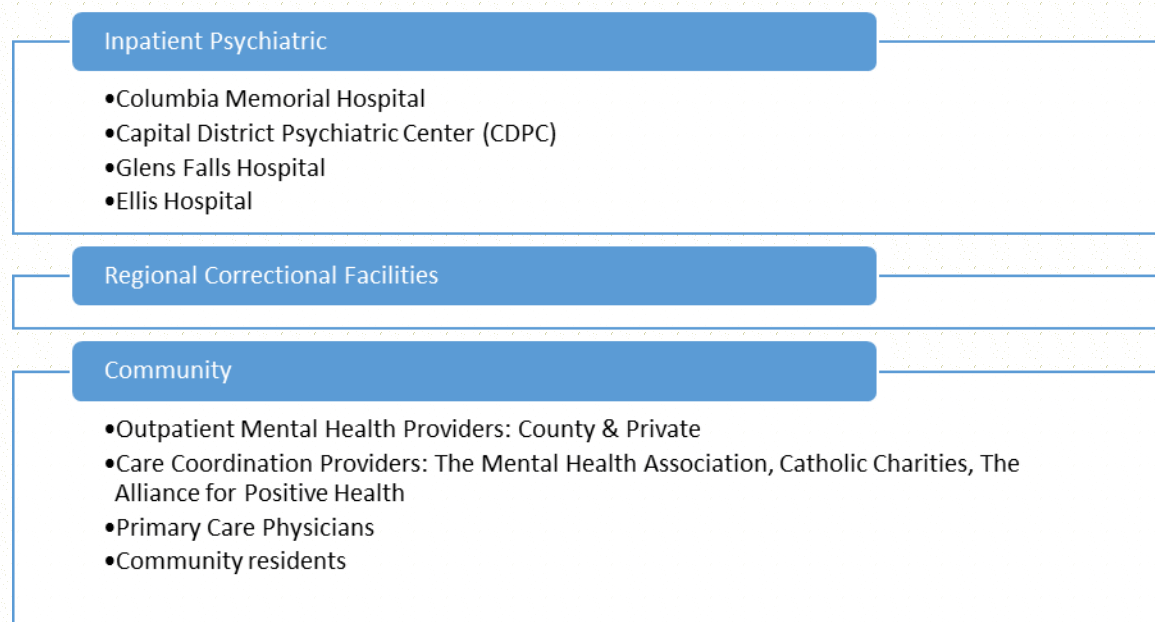 Inpatient Psychiatric
•Columbia Memorial Hospital
•Capital District Psychiatric Center (CDPC)
•Glens Falls Hospital
•Ellis Hospital
Regional Correctional Facilities
Community
•Outpatient Mental Health Providers: County & Private
•Care Coordination Providers: The Mental Health Association, Catholic Charities, The
Alliance for Positive Health
•Primary Care Physicians
•Community residents